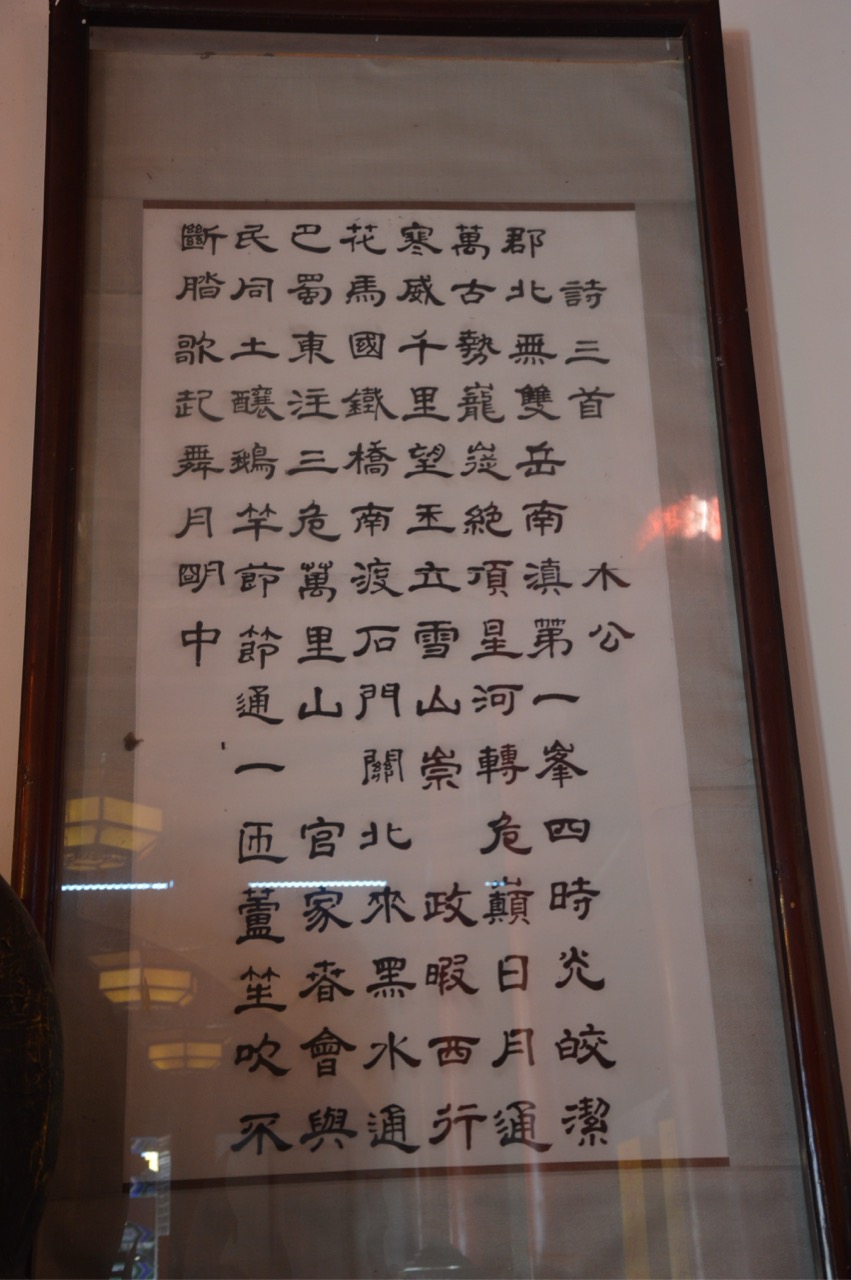 詩三首 木公
郡北無雙岳南滇第一峯四時光皎潔
萬古勢巃嵸絶頂星河轉危巔日月通
寒威千里望玉立雪山崇 政暇西行
花馬國鐵橋南渡石門關北來黑水通
巴蜀東注三危萬里山 官家春會與
民同土釀鵝竿節節通一匝蘆笙吹不
斷踏歌起舞月明中